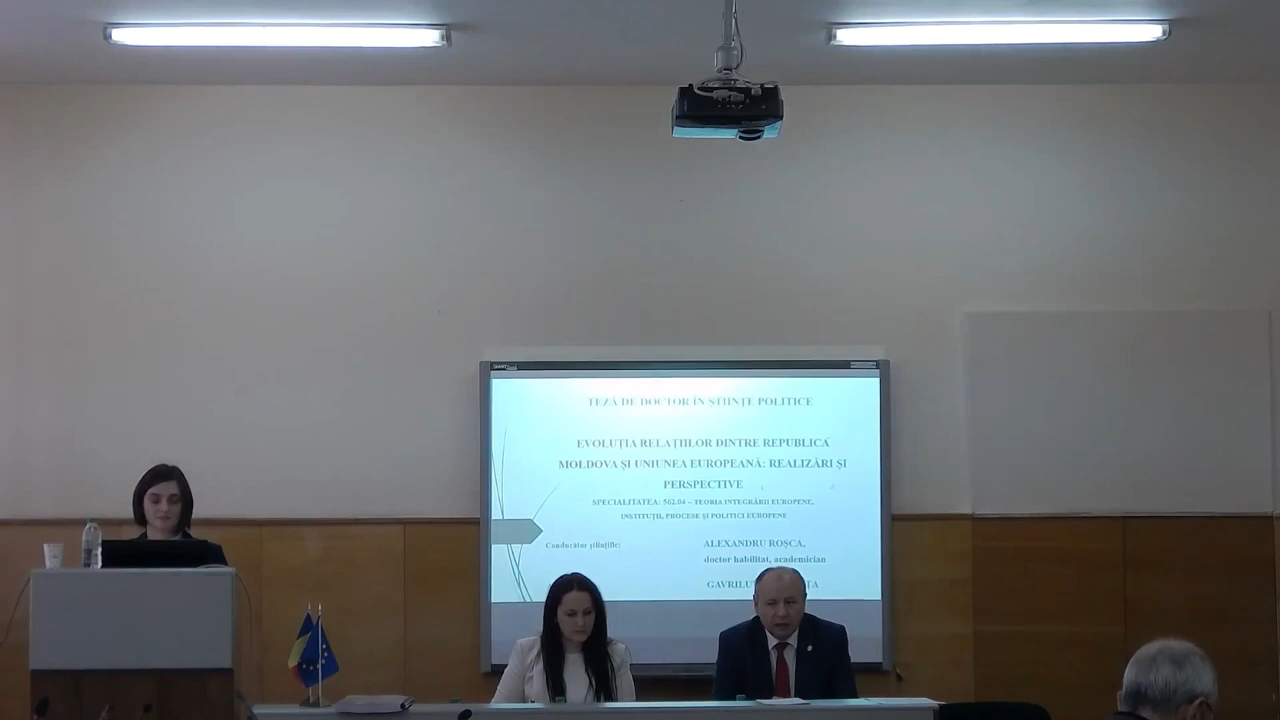 TEZĂ DE DOCTOR ÎN ȘTIINȚE POLITICE
EVOLUȚIA RELAȚIILOR DINTRE REPUBLICA
MOLDOVA ȘI UNIUNEA EUROPEANĂ: REALIZĂRI ȘI
PERSPECTIVE
SPECIALITATEA: 562.04 – TEORIA INTEGRĂRII EUROPENE,
INSTITUȚII, PROCESE ȘI POLITICI EUROPENE
Conducător științific: ALEXANDRU ROȘCA,
doctor habilitat, academician